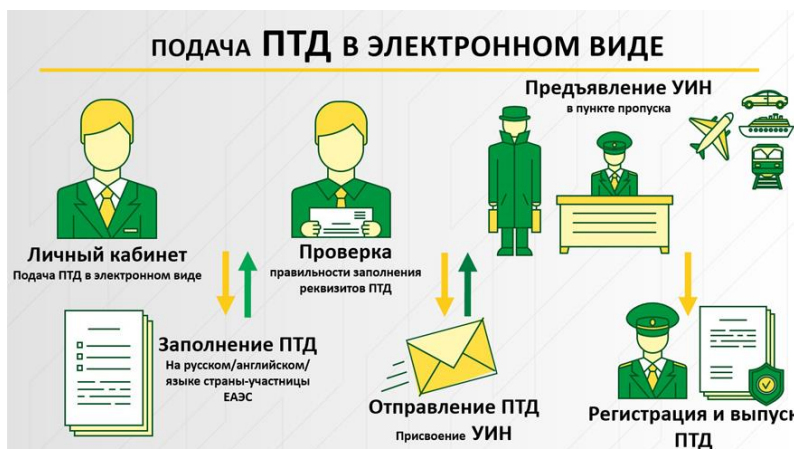 ПОДАЧА ПТД В ЭЛЕКТРОННОМ ВИДЕ
Личный кабинет
Подача ПТД в электронном виде
Заполнение ПТД
На русском/английском/
языке страны-участницы
ЕАЭС
Проверка
правильности заполнения
реквизитов ПТД
Отправление ПТД
Присвоение УИН
Предъявление УИН
в пункте пропуска
Регистрация и выпуск
ПТД